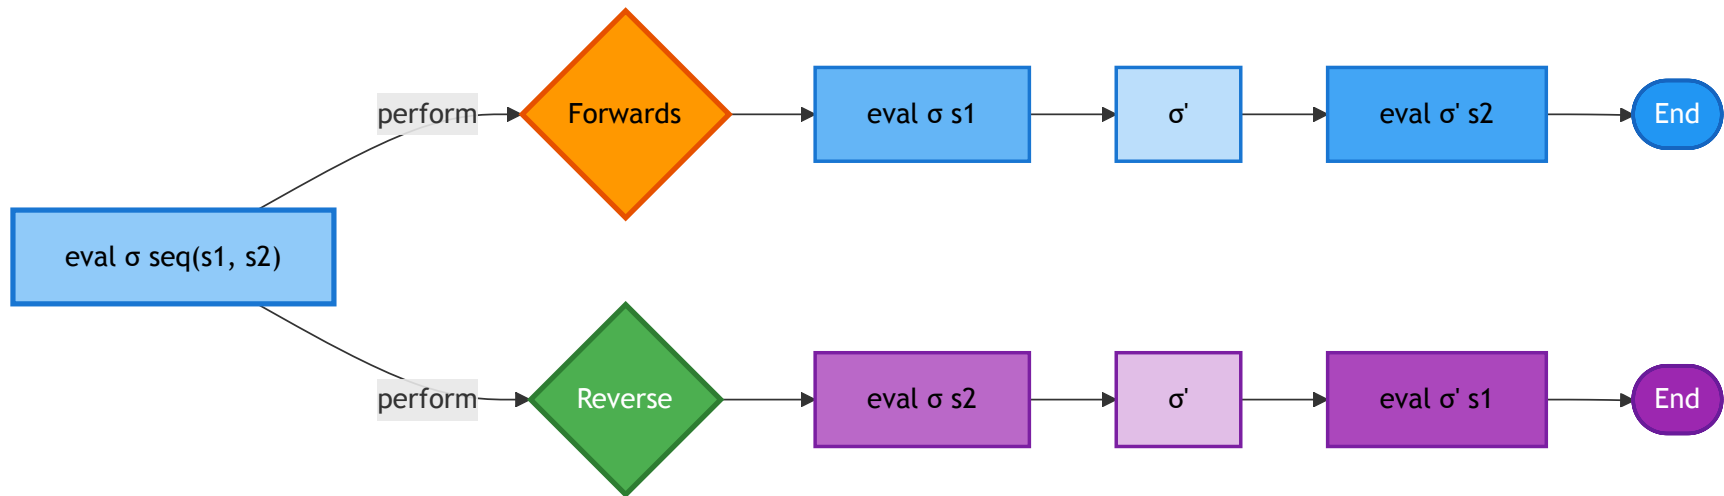 perform
Forwards
eval σ s1
σ'
eval σ' s2
End
eval σ seq(s1, s2)
perform
Reverse
eval σ s2
σ'
eval σ' s1
End